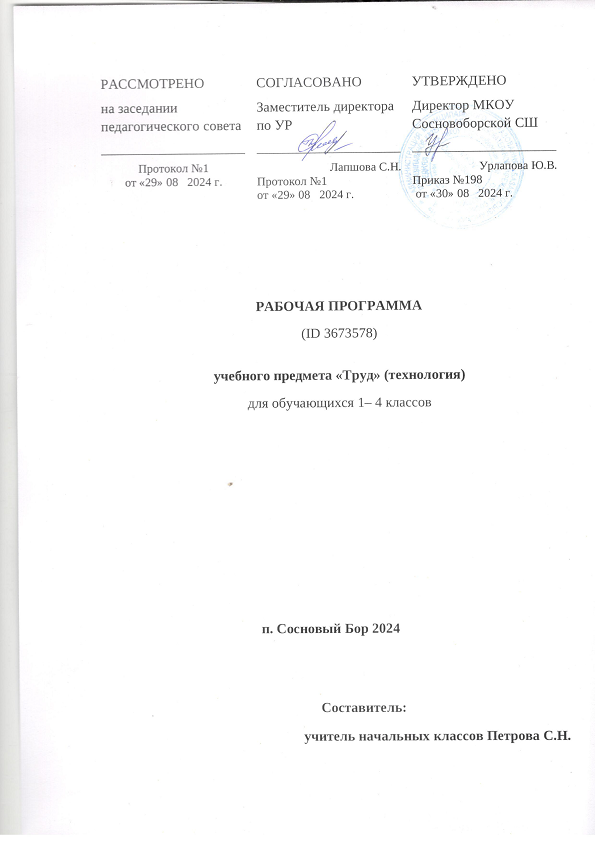 РАССМОТРЕНО
на заседании
педагогического совета
Протокол №1
от «29» 08 2024 г.
СОГЛАСОВАНО
Заместитель директора
по УР
Лапшова С.Н.
Протокол №1
от «29» 08 2024 г.
УТВЕРЖДЕНО
Директор МКОУ
Сосновоборской СШ
Урлапова Ю.В.
Приказ №198
от «30» 08 2024 г.
РАБОЧАЯ ПРОГРАММА
(ID 3673578)
учебного предмета «Труд» (технология)
для обучающихся 1– 4 классов
п. Сосновый Бор 2024
Составитель:
учитель начальных классов Петрова С.Н.